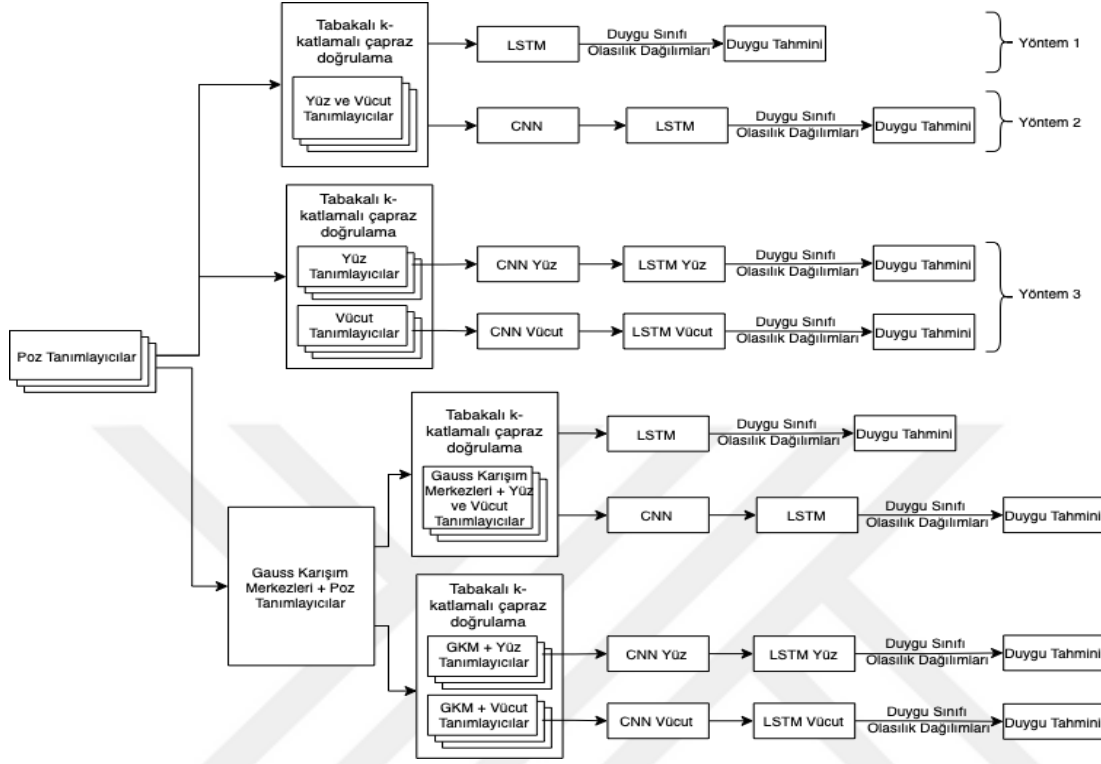 Tabakalı k-
katlamalı çapraz
doğrulama
Yüz ve Vücut
Tanımlayıcılar
LSTM
Duygu Sınıfı
Olasılık Dağılımları
Duygu Tahmini
Yöntem 1
CNN
LSTM
Duygu Sınıfı
Olasılık Dağılımları
Duygu Tahmini
Yöntem 2
Tabakalı k-
katlamalı çapraz
doğrulama
Yüz
Tanımlayıcılar
CNN Yüz
LSTM Yüz
Duygu Sınıfı
Olasılık Dağılımları
Duygu Tahmini
Vücut
Tanımlayıcılar
CNN Vücut
LSTM Vücut
Duygu Sınıfı
Olasılık Dağılımları
Duygu Tahmini
Yöntem 3
Poz Tanımlayıcılar
Tabakalı k-
katlamalı çapraz
doğrulama
Gauss Karışım
Merkezleri + Yüz
ve Vücut
Tanımlayıcılar
LSTM
Duygu Sınıfı
Olasılık Dağılımları
Duygu Tahmini
CNN
LSTM
Duygu Sınıfı
Olasılık Dağılımları
Duygu Tahmini
Gauss Karışım
Merkezleri + Poz
Tanımlayıcılar
Tabakalı k-
katlamalı çapraz
doğrulama
GKM + Yüz
Tanımlayıcılar
CNN Yüz
LSTM Yüz
Duygu Sınıfı
Olasılık Dağılımları
Duygu Tahmini
GKM + Vücut
Tanımlayıcılar
CNN Vücut
LSTM Vücut
Duygu Sınıfı
Olasılık Dağılımları
Duygu Tahmini